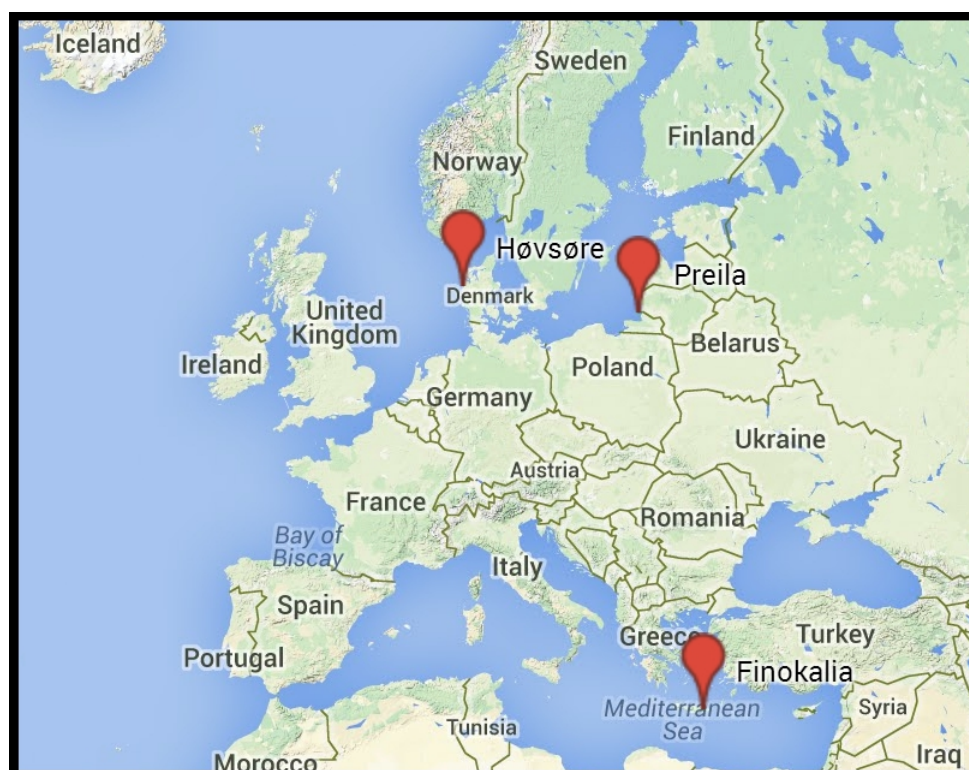 Iceland
Sweden
Finland
Norway
Høvsøre
Preila
Denmark
United
Kingdom
Ireland
Belarus
Poland
Germany
Ukraine
Austria
France
Romania
Bay of
Biscay
Italy
Spain
Greece
Turkey
Portugal
Finokalia
Mediterranean
Sea
Syria
Tunisia
Iraq
Morocco